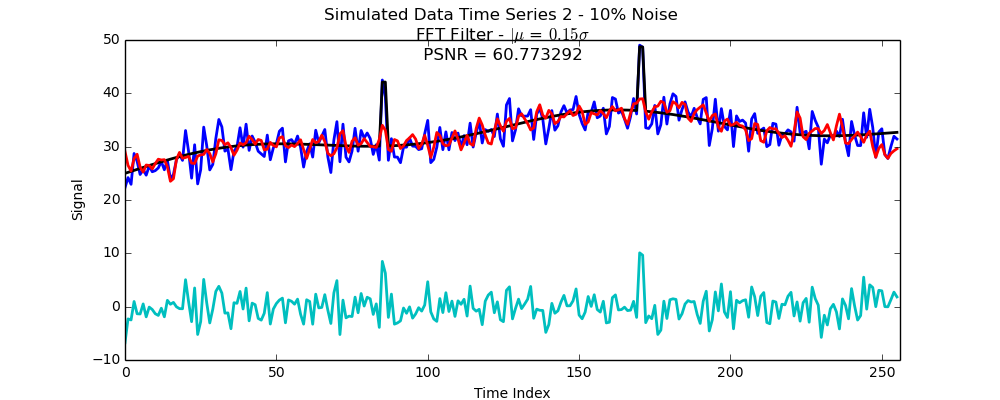 Simulated Data Time Series 2 - 10% Noise
FFT Filter - |μ = 0.15σ
PSNR = 60.773292
50
40
30
20
10
0
−10
Signal
0 50 100 150 200 250
Time Index